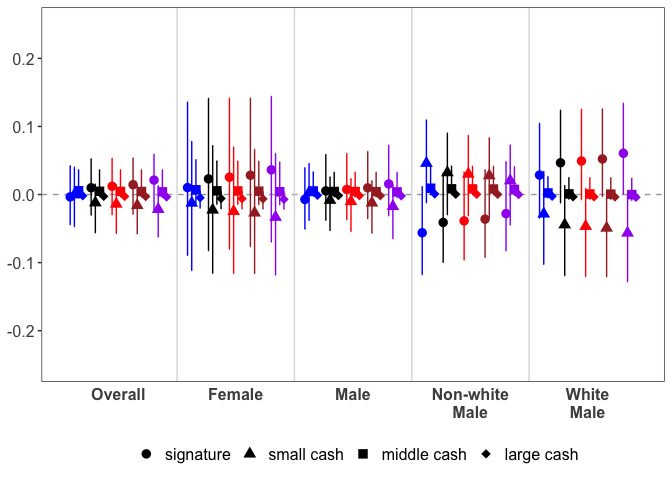 0.2
0.1
0.0
-0.1
-0.2
Overall Female Male Non-white White
Male Male
signature small cash middle cash large cash